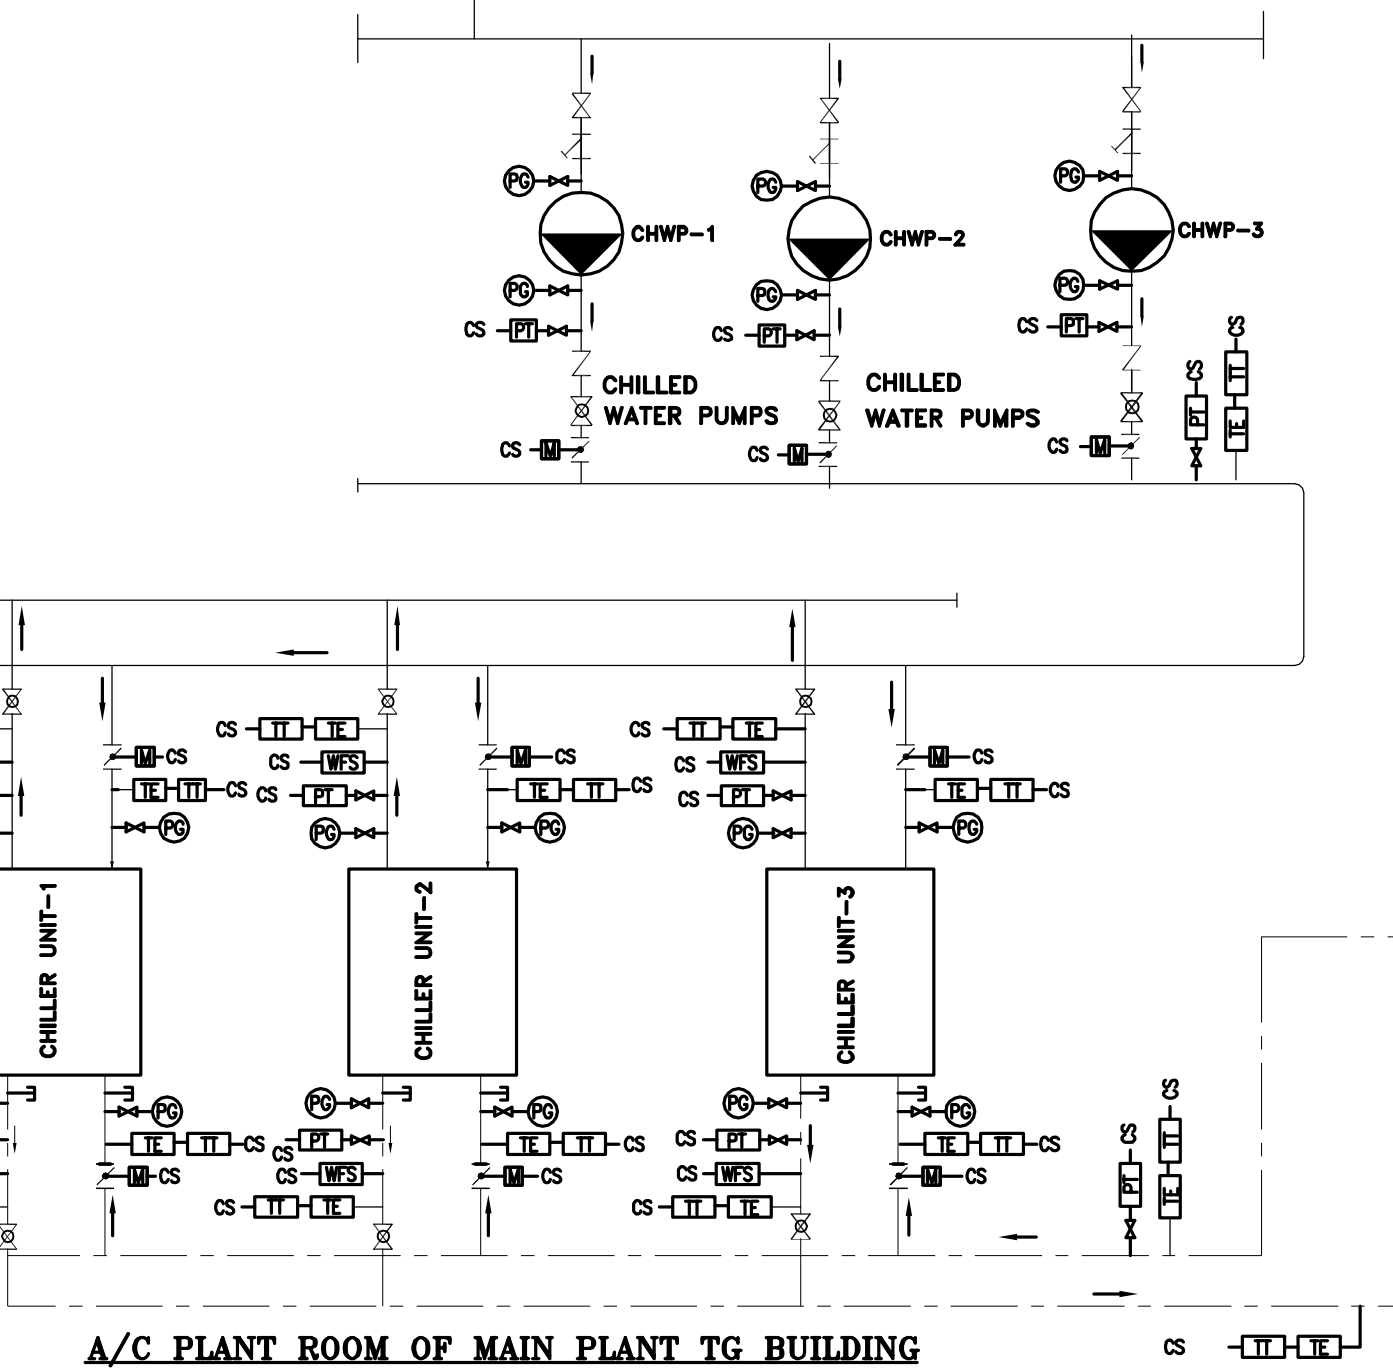 PG
PG
PG
CHWP-1
CHWP-2
CHWP-3
PG
PG
PG
CS PT
CS PT
CS PT
CS TT TE
CS PT
CHILLED
WATER PUMPS
CHILLED
WATER PUMPS
CS M
CS M
CS M
CS TT TE
CS TT TE
M CS
CS WFS
M CS
CS WFS
M CS
TE TT CS
CS PT
TE TT CS
CS PT
TE TT CS
PG
PG
PG
PG
PG
CHILLER UNIT-1
CHILLER UNIT-2
CHILLER UNIT-3
PG
PG
PG
PG
PG
TE TT CS
CS PT
TE TT CS
CS PT
TE TT CS
CS PT
CS TT TE
M CS
CS WFS
M CS
CS WFS
M CS
CS TT TE
CS TT TE
A/C PLANT ROOM OF MAIN PLANT TG BUILDING
CS TT TE